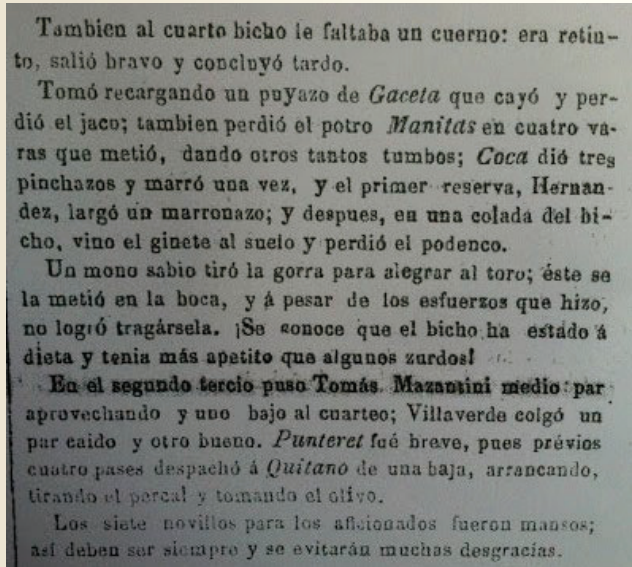 Tambien al cuarto bicho le faltaba un cuerno: era retin-
to, salió bravo y concluyó tardo.
Tomó recargando un puyazo de Gaceta que cayó y per-
dió el jaco; tambien perdió el potro Manitas en cuatro va-
ras que metió, dando otros tantos tumbos; Coca dió tres
pinchazos y marró una vez, y el primer reserva, Hernan-
dez, largó un marronazo; y despues, en una colada del bi-
cho, vino el ginete al suelo y perdió el podenco.
Un mono sabio tiró la gorra para alegrar al toro; éste se
la metió en la boca, y á pesar de los esfuerzos que hizo,
no logró tragársela. ¡Se conoce que el bicho ha estado á
dieta y tenia más apetito que algunos zurdos!
En el segundo tercio puso Tomás Mazantini medio par
aprovechando y uno bajo al cuarteo; Villaverde colgó un
par caido y otro bueno. Punteret fué breve, pues prévios
cuatro pases despachó á Quitano de una baja, arrancando,
tirando el percal y tomando el olivo.
Los siete novillos para los aficionados fueron mansos;
así deben ser siempre y se evitarán muchas desgracias.